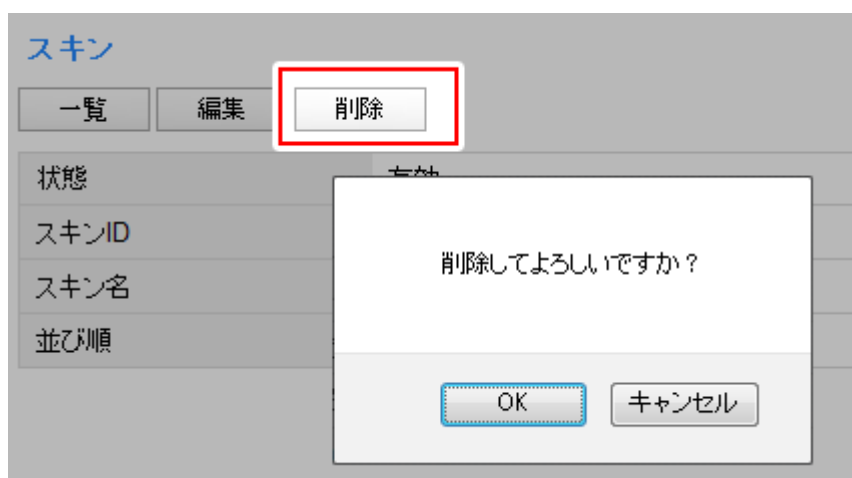 スキン
一覧 編集 削除
状態 有効
スキンID
スキン名
並び順
削除してよろしいですか？
OK キャンセル